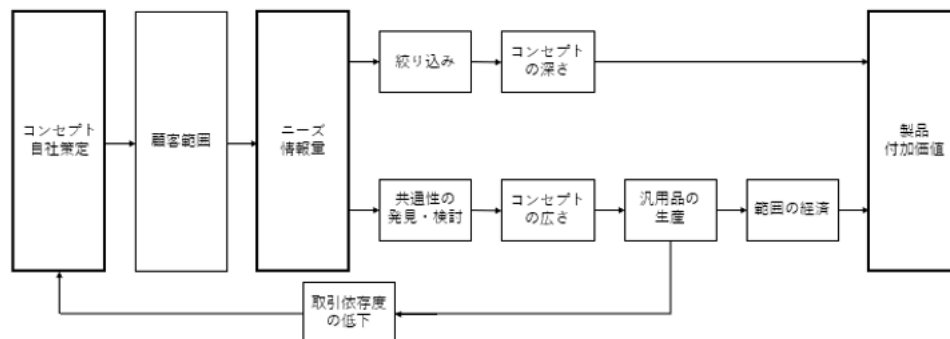 コンセプト
自社策定
顧客範囲
ニーズ
情報量
絞り込み
コンセプト
の深さ
共通性の
発見・検討
コンセプト
の広さ
汎用品の
生産
範囲の経済
製品
付加価値
取引依存度
の低下